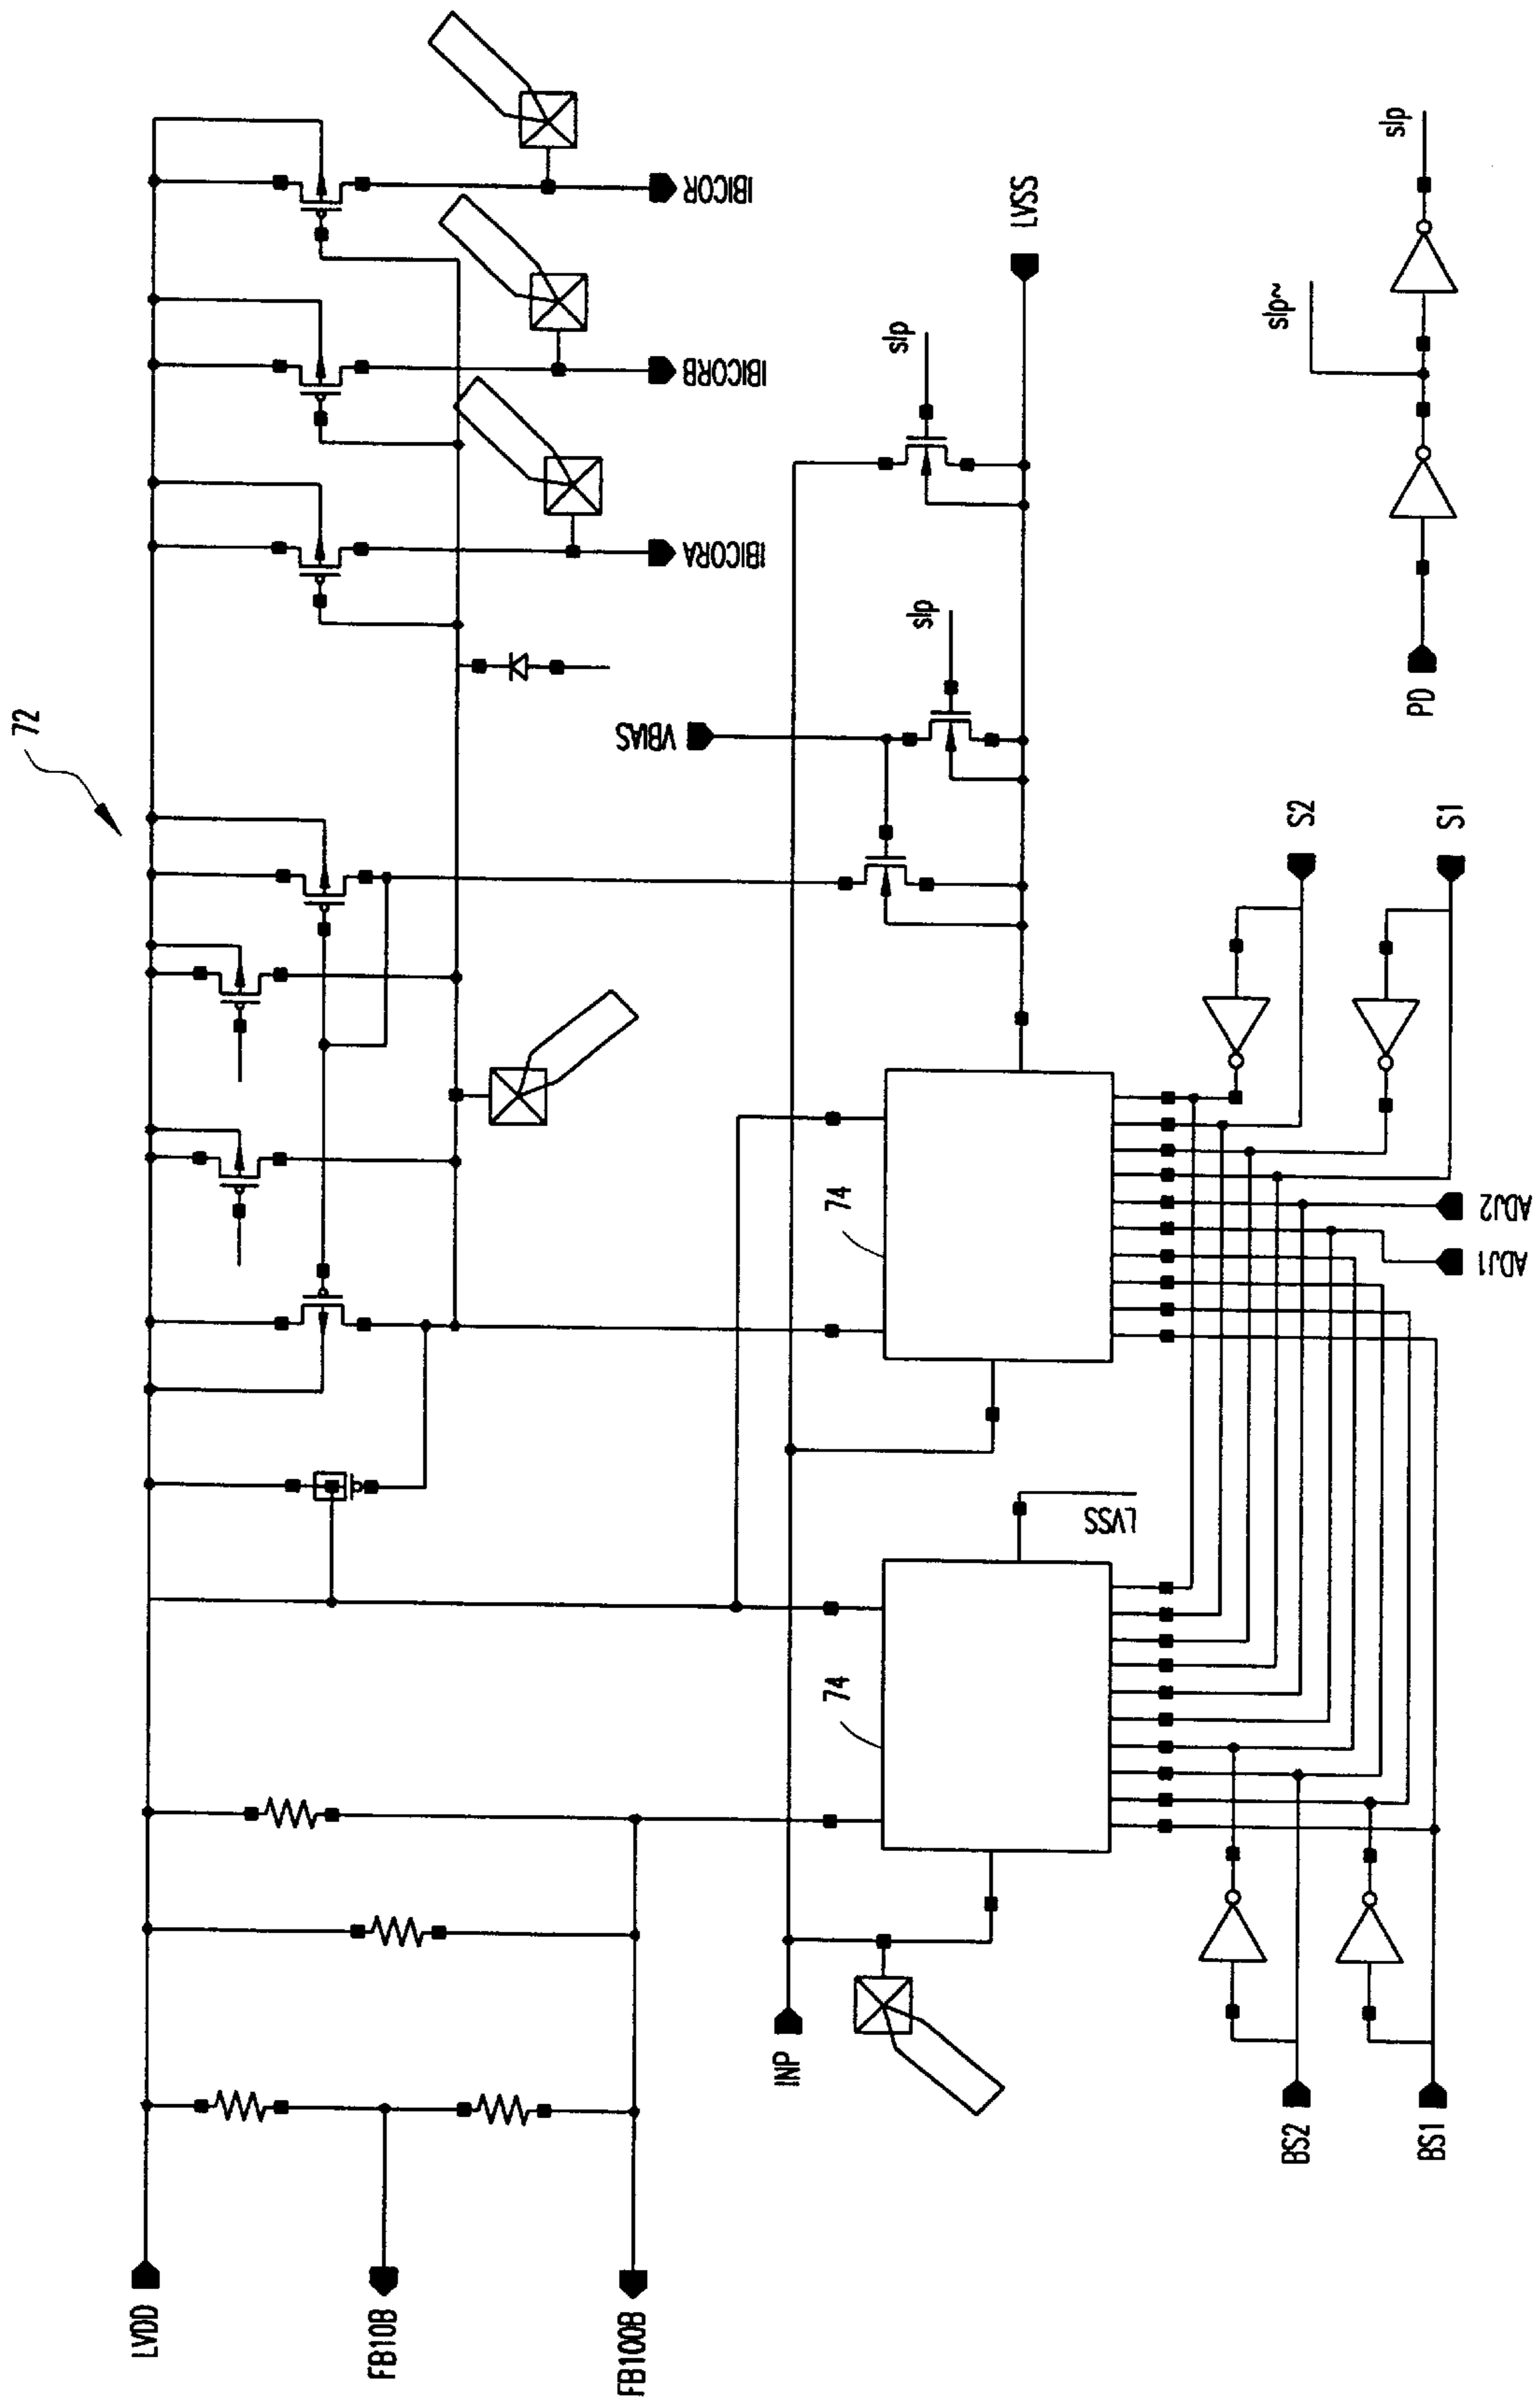 72
IBICOR
IBICORB
IBICORA
LVSS
slp
slp
slp~
slp
VBIAS
PD
S2
S1
74
ADJ2
ADJ1
LVSS
74
INP
BS2
BS1
LVDD
FB10B
FB100B